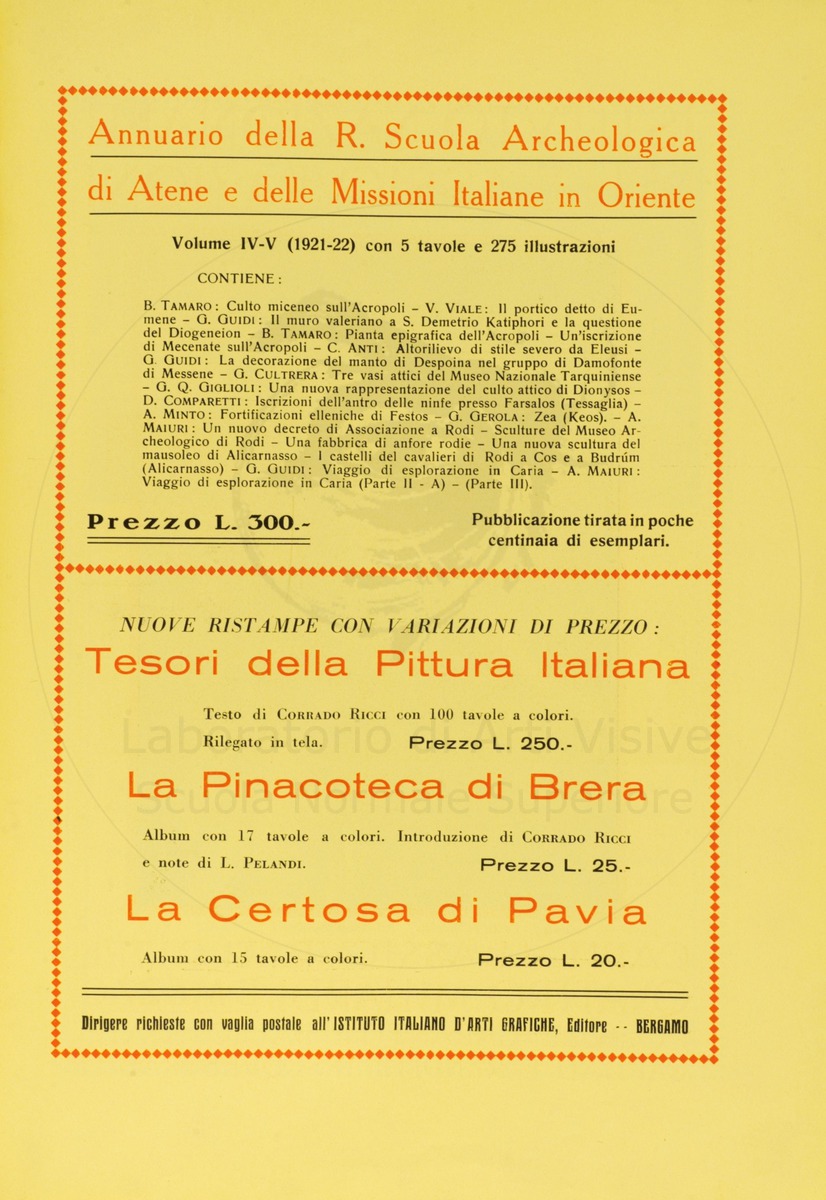 Annuario della R. Scuola Archeologica
di Atene e delle Missioni Italiane in Oriente
Volume IV-V (1921-22) con 5 tavole e 275 illustrazioni
CONTIENE:
B. TAMARO: Culto miceneo sull'Acropoli – V. VIALE: Il portico detto di Eu-
mene – G. GUIDI: Il muro valeriano a S. Demetrio Katiphori e la questione
del Diogeneion – B. TAMARO: Pianta epigrafica dell'Acropoli – Un'iscrizione
di Mecenate sull'Acropoli – C. ANTI: Altorilievo di stile severo da Eleusi –
G. GUIDI: La decorazione del manto di Despoina nel gruppo di Damofonte
di Messene – G. CULTRERA: Tre vasi attici del Museo Nazionale Tarquiniense
– G. Q. GIGLIOLI: Una nuova rappresentazione del culto attico di Dionysos –
D. COMPARETTI: Iscrizioni dell'antro delle ninfe presso Farsalos (Tessaglia) –
A. MINTO: Fortificazioni elleniche di Festos – G. GEROLA: Zea (Keos). – A.
MAIURI: Un nuovo decreto di Associazione a Rodi – Sculture del Museo Ar-
cheologico di Rodi – Una fabbrica di anfore rodie – Una nuova scultura del
mausoleo di Alicarnasso – I castelli del cavalieri di Rodi a Cos e a Budrúm
(Alicarnasso) – G. GUIDI: Viaggio di esplorazione in Caria – A. MAIURI:
Viaggio di esplorazione in Caria (Parte II - A) – (Parte III).
Prezzo L. 300.-
Pubblicazione tirata in poche
centinaia di esemplari.
NUOVE RISTAMPE CON VARIAZIONI DI PREZZO:
Tesori della Pittura Italiana
Testo di CORRADO RICCI con 100 tavole a colori.
Rilegato in tela. Prezzo L. 250.-
La Pinacoteca di Brera
Album con 17 tavole a colori. Introduzione di CORRADO RICCI
e note di L. PELANDI. Prezzo L. 25.-
La Certosa di Pavia
Album con 15 tavole a colori. Prezzo L. 20.-
Dirigere richieste con vaglia postale all'ISTITUTO ITALIANO D'ARTI GRAFICHE, Editore -- BERGAMO